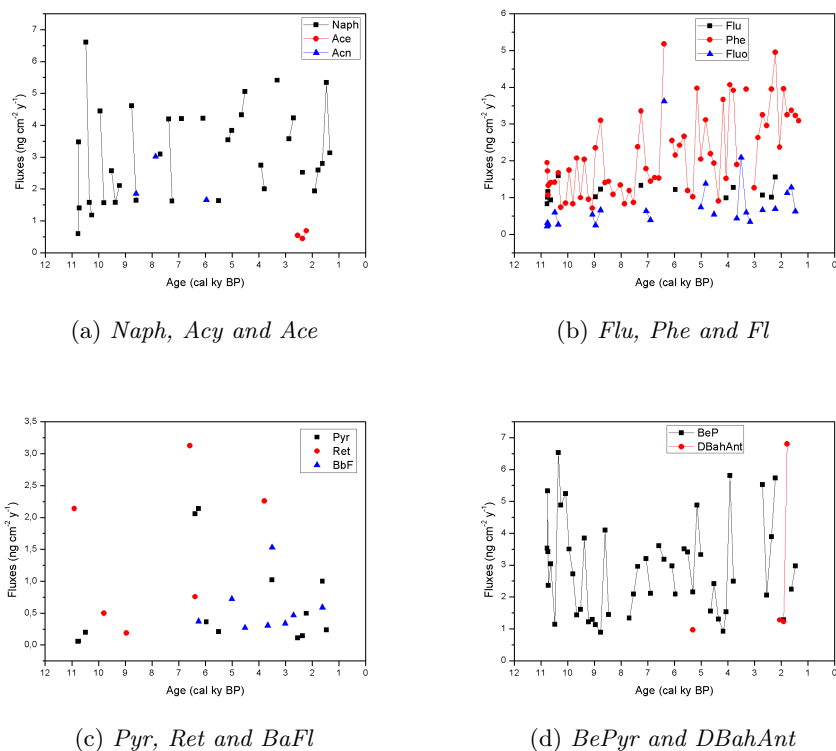 Fluxes (ng cm⁻² y⁻¹)
7
6
5
4
3
2
1
0
Naph
Ace
Acn
12 11 10 9 8 7 6 5 4 3 2 1 0
Age (cal ky BP)
(a) Naph, Acy and Ace
Fluxes (ng cm⁻² y⁻¹)
6
5
4
3
2
1
0
Flu
Phe
Fluo
12 11 10 9 8 7 6 5 4 3 2 1 0
Age (cal ky BP)
(b) Flu, Phe and Fl
Fluxes (ng cm⁻² y⁻¹)
3,5
3,0
2,5
2,0
1,5
1,0
0,5
0,0
Pyr
Ret
BbF
12 11 10 9 8 7 6 5 4 3 2 1 0
Age (cal ky BP)
(c) Pyr, Ret and BaFl
Fluxes (ng cm⁻² y⁻¹)
7
6
5
4
3
2
1
0
BeP
DBahAnt
12 11 10 9 8 7 6 5 4 3 2 1 0
Age (cal ky BP)
(d) BePyr and DBahAnt